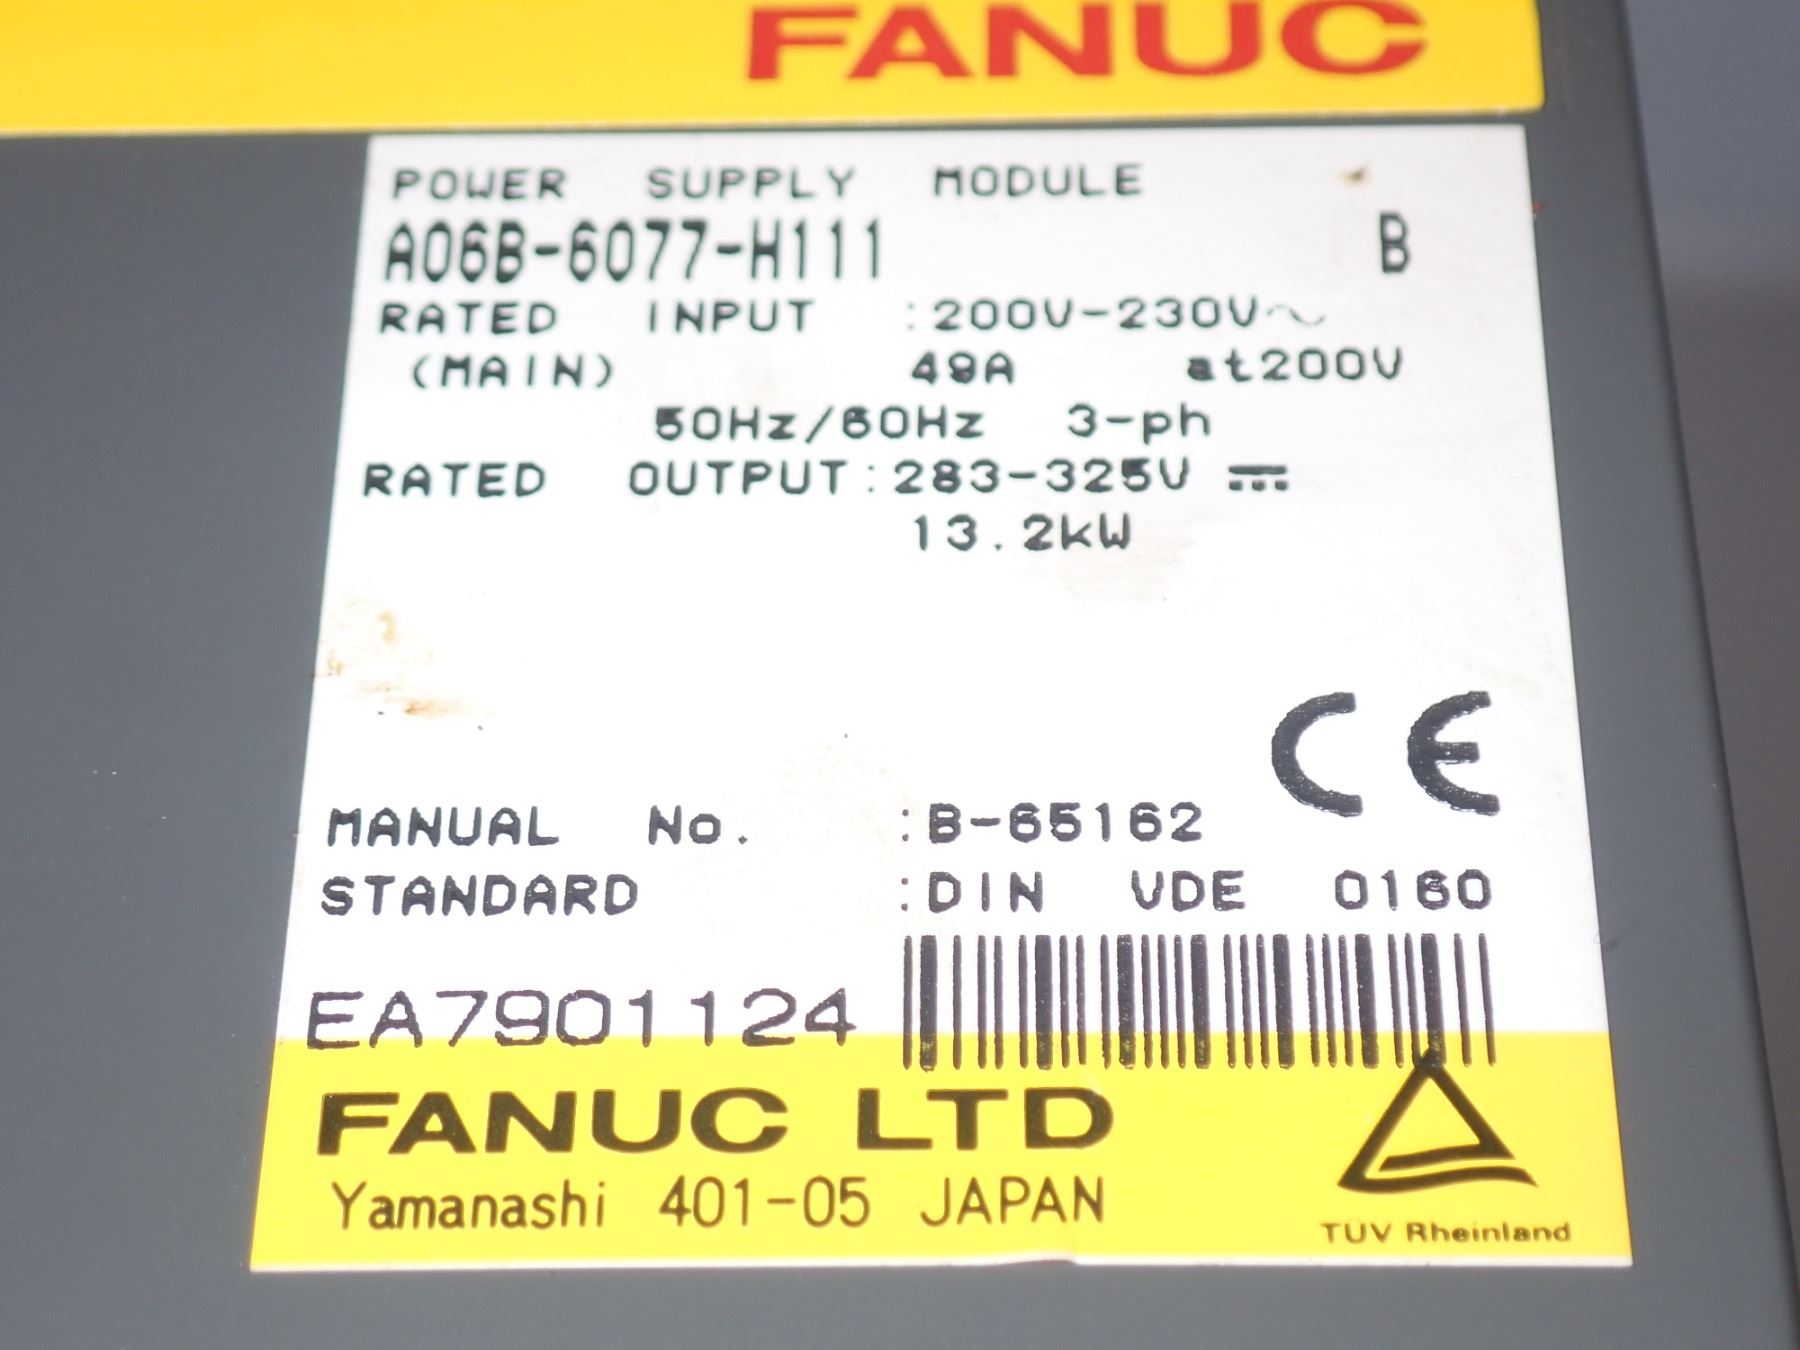 FANUC
POWER SUPPLY MODULE
A06B-6077-H111 B
RATED INPUT :200V-230V~
(MAIN) 49A at200V
50Hz/60Hz 3-ph
RATED OUTPUT:283-325V ⎓
13.2kW
CE
MANUAL No. :B-65162
STANDARD :DIN VDE 0160
EA7901124
FANUC LTD
Yamanashi 401-05 JAPAN
TUV Rheinland